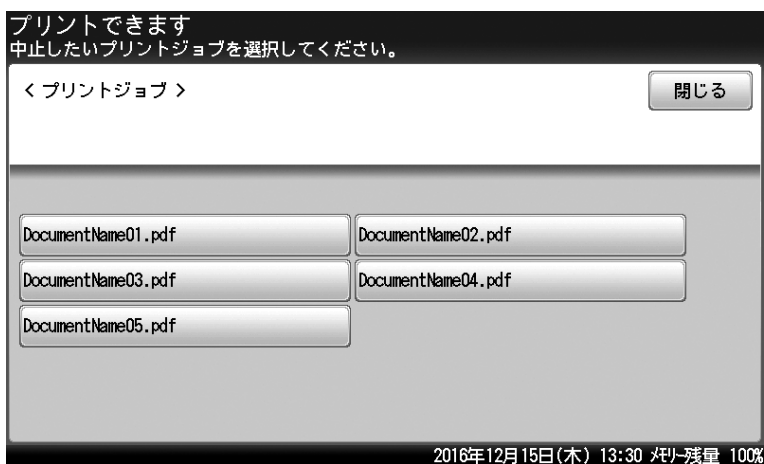 プリントできます
中止したいプリントジョブを選択してください。
< プリントジョブ >
閉じる
DocumentName01.pdf
DocumentName02.pdf
DocumentName03.pdf
DocumentName04.pdf
DocumentName05.pdf
2016年12月15日(木) 13:30 ﾒﾓﾘｰ残量 100%